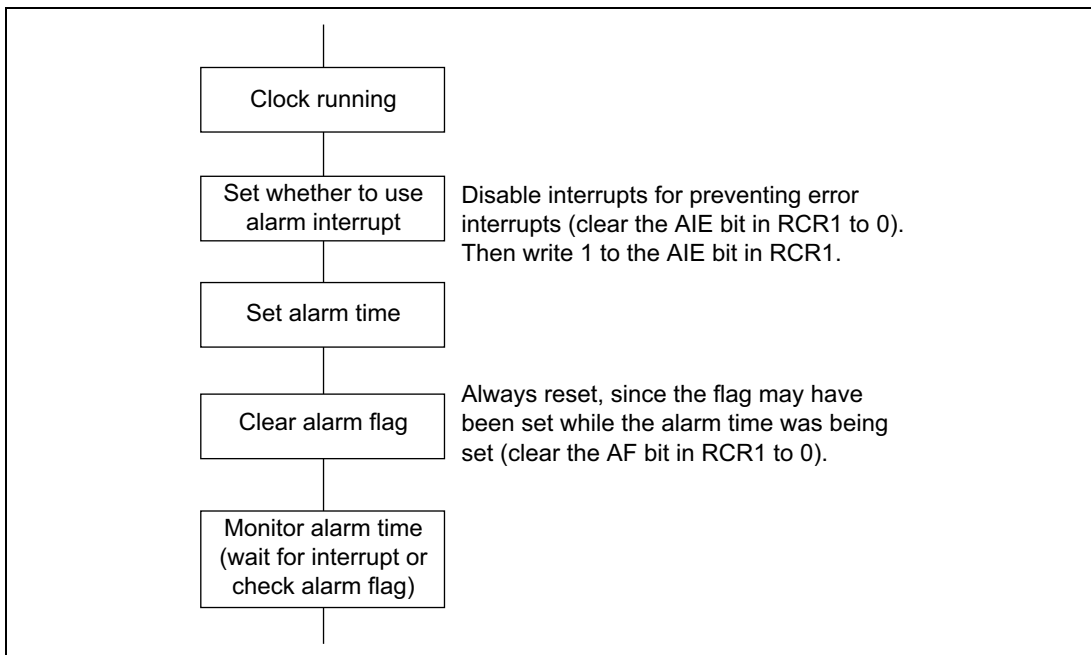 Clock running
Set whether to use
alarm interrupt
Disable interrupts for preventing error
interrupts (clear the AIE bit in RCR1 to 0).
Then write 1 to the AIE bit in RCR1.
Set alarm time
Clear alarm flag
Always reset, since the flag may have
been set while the alarm time was being
set (clear the AF bit in RCR1 to 0).
Monitor alarm time
(wait for interrupt or
check alarm flag)